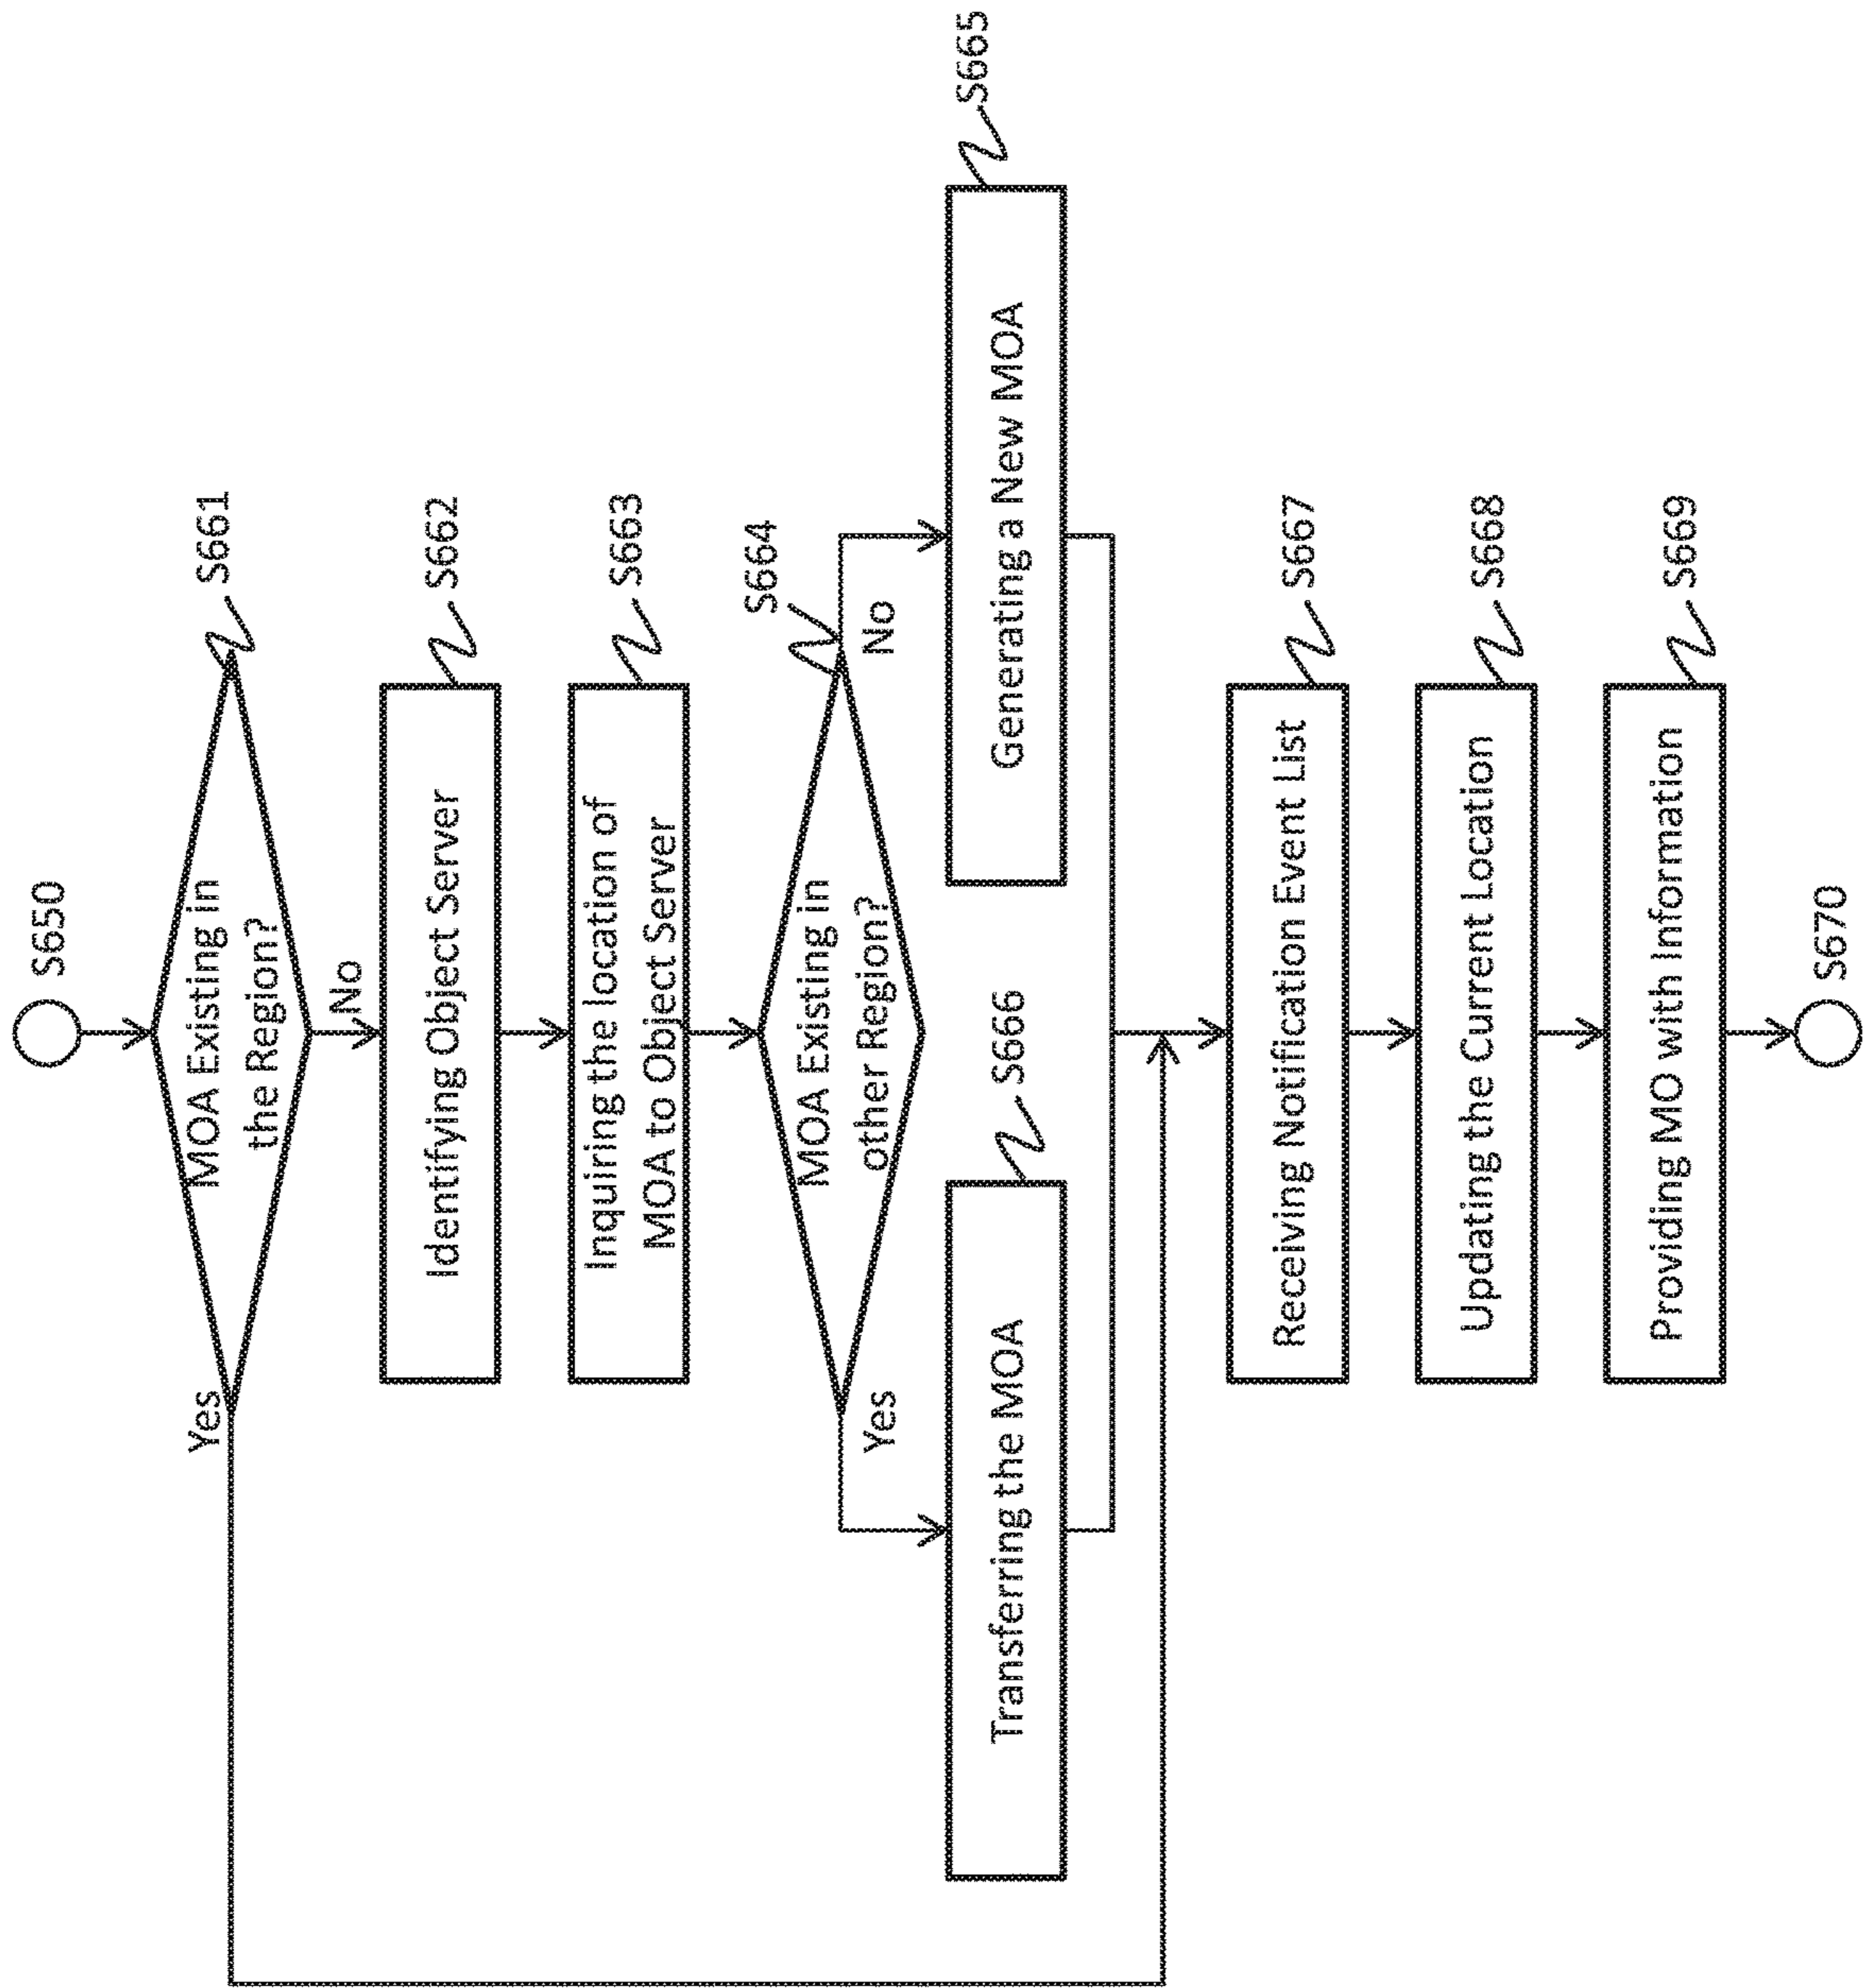 S650
MOA Existing in
the Region?
S661
Yes
No
Identifying Object Server
S662
Inquiring the location of
MOA to Object Server
S663
MOA Existing in
other Region?
S664
Yes
No
Transferring the MOA
S666
Generating a New MOA
S665
Receiving Notification Event List
S667
Updating the Current Location
S668
Providing MO with Information
S669
S670